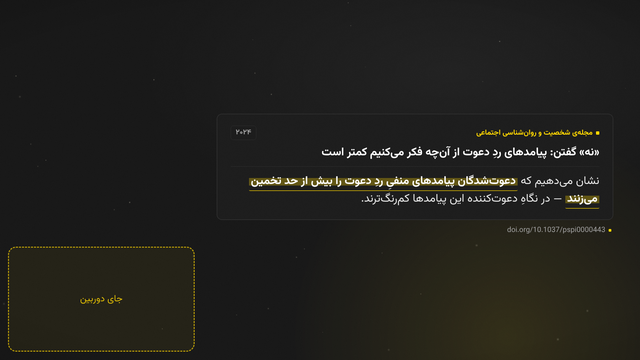 مجله‌ی شخصیت و روان‌شناسی اجتماعی
۲۰۲۴
«نه» گفتن: پیامدهای ردِ دعوت از آن‌چه فکر می‌کنیم کمتر است
نشان می‌دهیم که دعوت‌شدگان پیامدهای منفیِ ردِ دعوت را بیش از حد تخمین
می‌زنند — در نگاهِ دعوت‌کننده این پیامدها کم‌رنگ‌ترند.
doi.org/10.1037/pspi0000443
جای دوربین